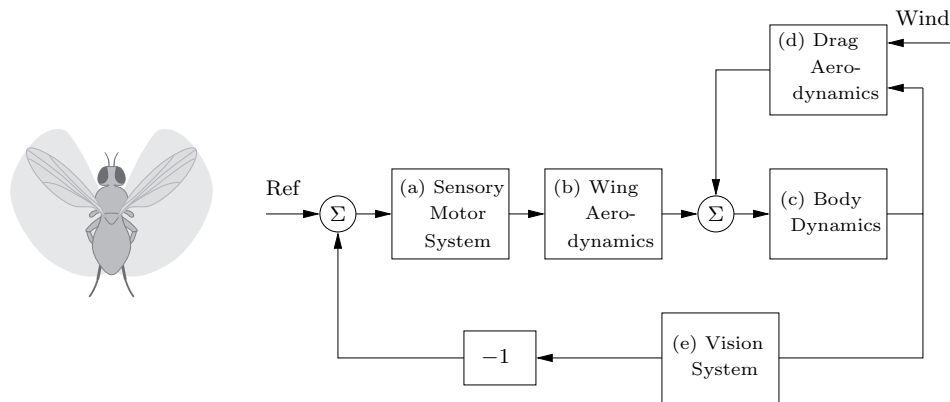 Wind
(d) Drag
Aero-
dynamics
Ref
Σ
(a) Sensory
Motor
System
(b) Wing
Aero-
dynamics
Σ
(c) Body
Dynamics
−1
(e) Vision
System